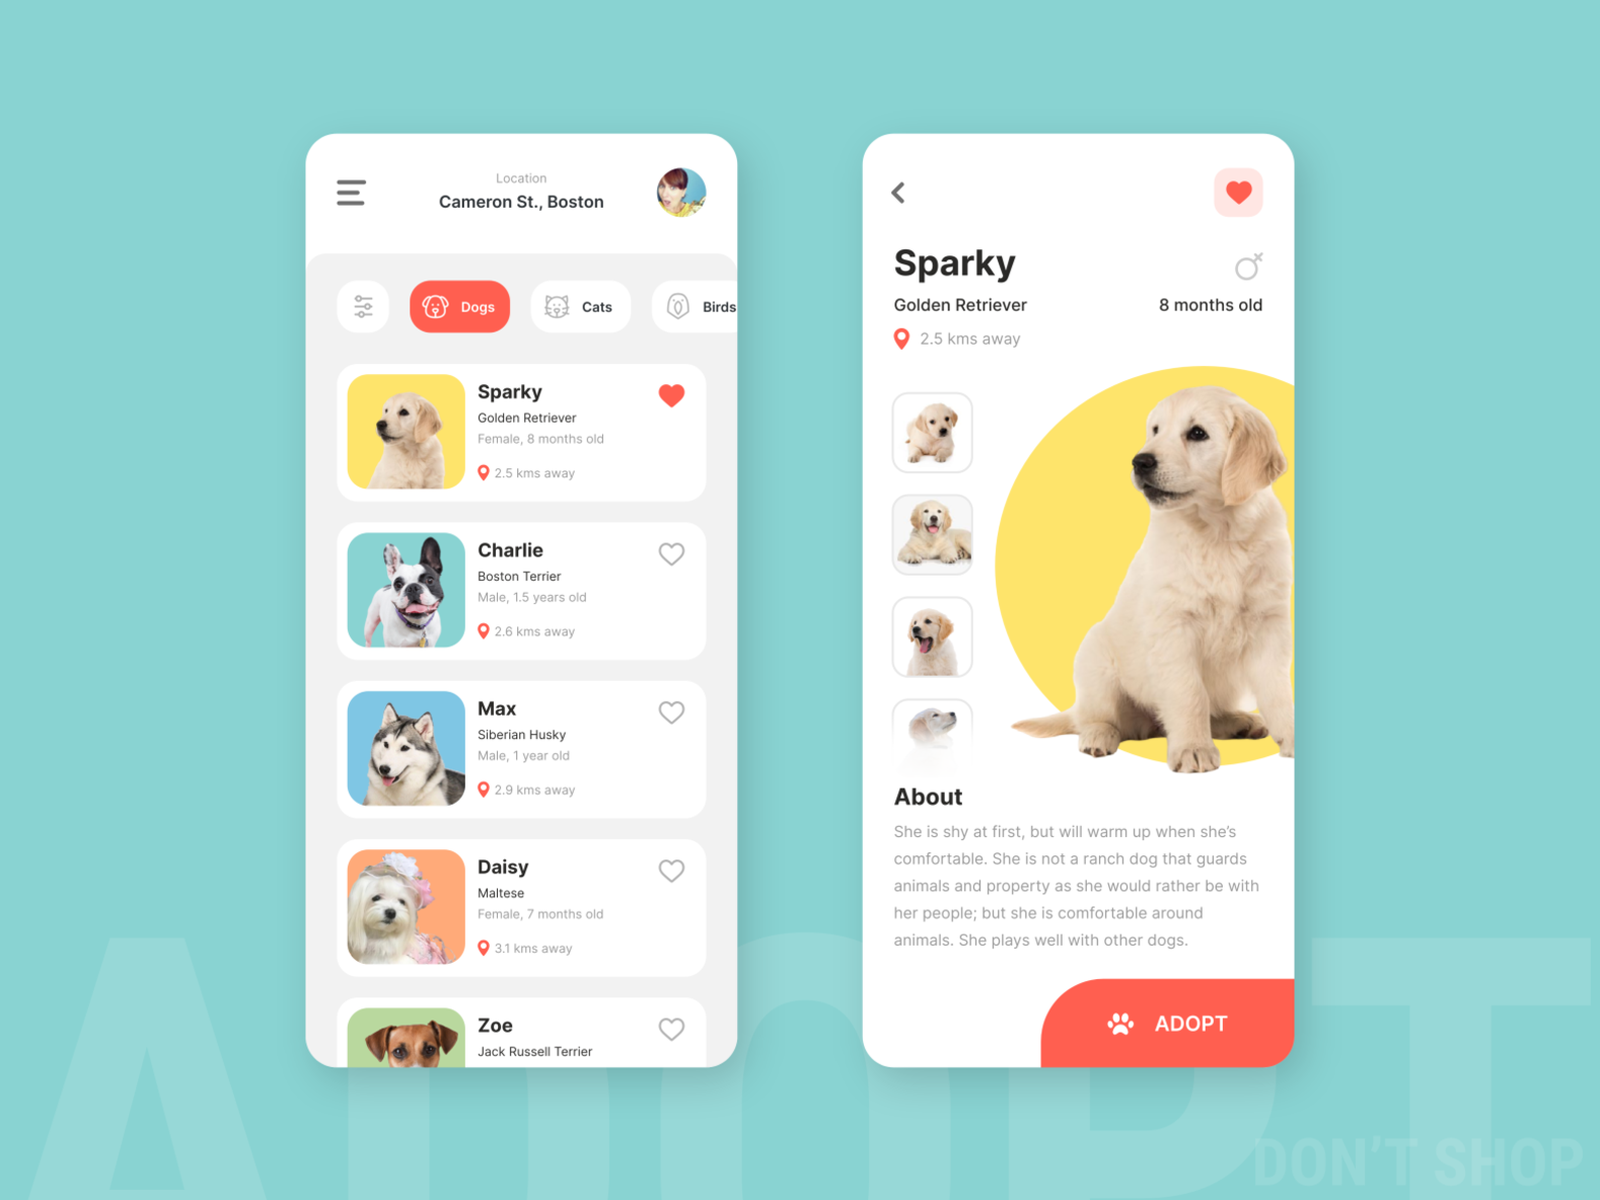 Location
Cameron St., Boston
Dogs
Cats
Birds
Sparky
Golden Retriever
Female, 8 months old
2.5 kms away
Charlie
Boston Terrier
Male, 1.5 years old
2.6 kms away
Max
Siberian Husky
Male, 1 year old
2.9 kms away
Daisy
Maltese
Female, 7 months old
3.1 kms away
Zoe
Jack Russell Terrier
Sparky
Golden Retriever
8 months old
2.5 kms away
About
She is shy at first, but will warm up when she’s
comfortable. She is not a ranch dog that guards
animals and property as she would rather be with
her people; but she is comfortable around
animals. She plays well with other dogs.
ADOPT
ADOPT
DON’T SHOP